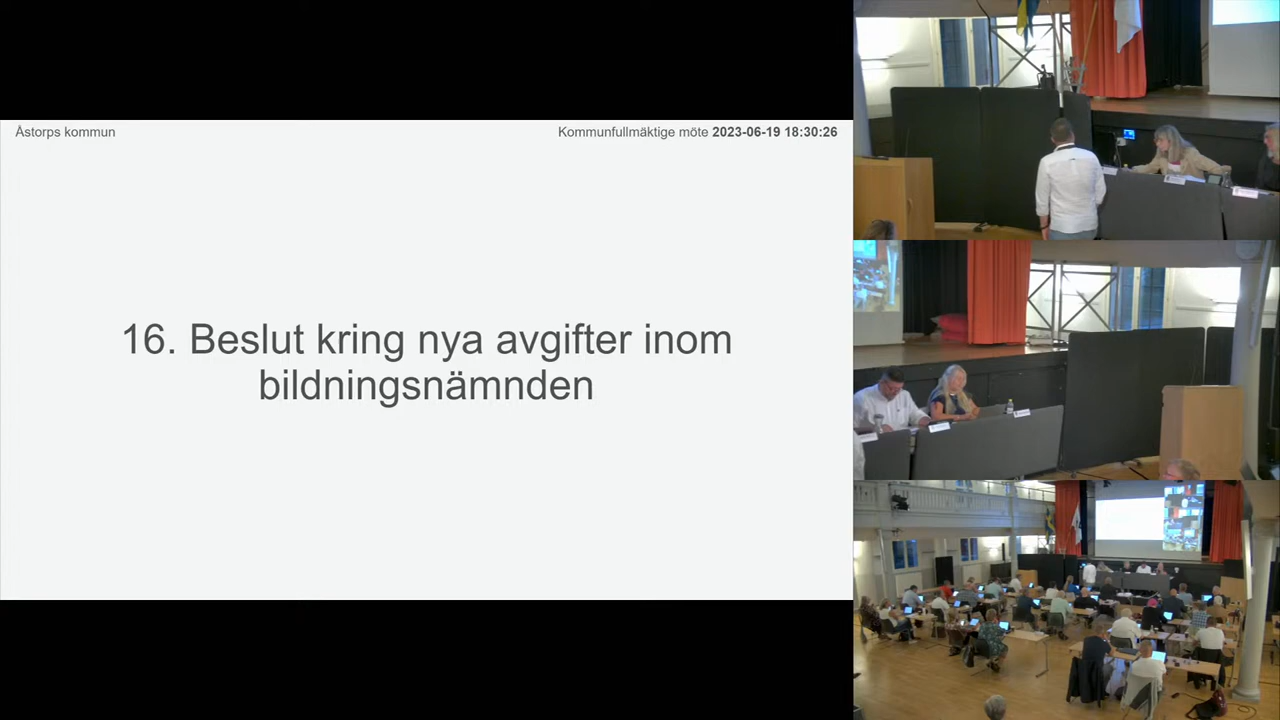 Åstorps kommun
Kommunfullmäktige möte 2023-06-19 18:30:26
16. Beslut kring nya avgifter inom
bildningsnämnden